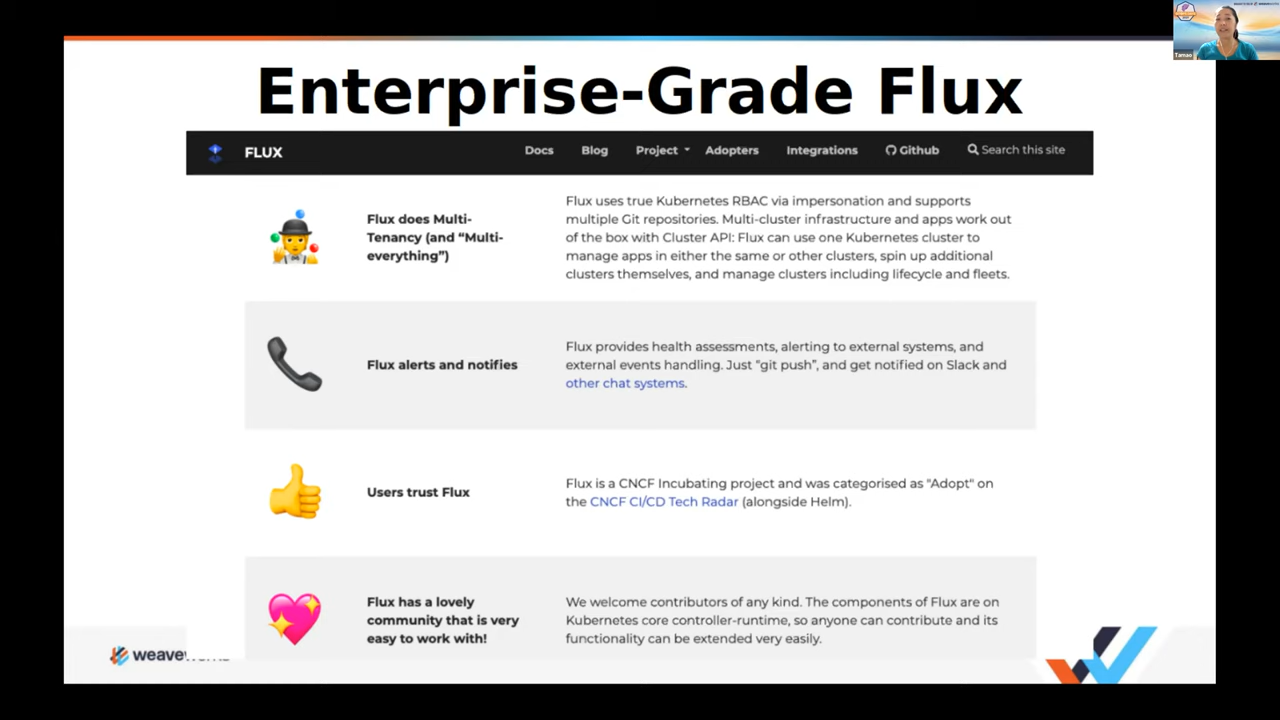 Enterprise-Grade Flux
FLUX
Docs Blog Project Adopters Integrations Github Search this site
Flux does Multi-
Tenancy (and “Multi-
everything”)
Flux uses true Kubernetes RBAC via impersonation and supports
multiple Git repositories. Multi-cluster infrastructure and apps work out
of the box with Cluster API: Flux can use one Kubernetes cluster to
manage apps in either the same or other clusters, spin up additional
clusters themselves, and manage clusters including lifecycle and fleets.
Flux alerts and notifies
Flux provides health assessments, alerting to external systems, and
external events handling. Just “git push”, and get notified on Slack and
other chat systems.
Users trust Flux
Flux is a CNCF Incubating project and was categorised as "Adopt" on
the CNCF CI/CD Tech Radar (alongside Helm).
Flux has a lovely
community that is very
easy to work with!
We welcome contributors of any kind. The components of Flux are on
Kubernetes core controller-runtime, so anyone can contribute and its
functionality can be extended very easily.
weaveworks
Tamao